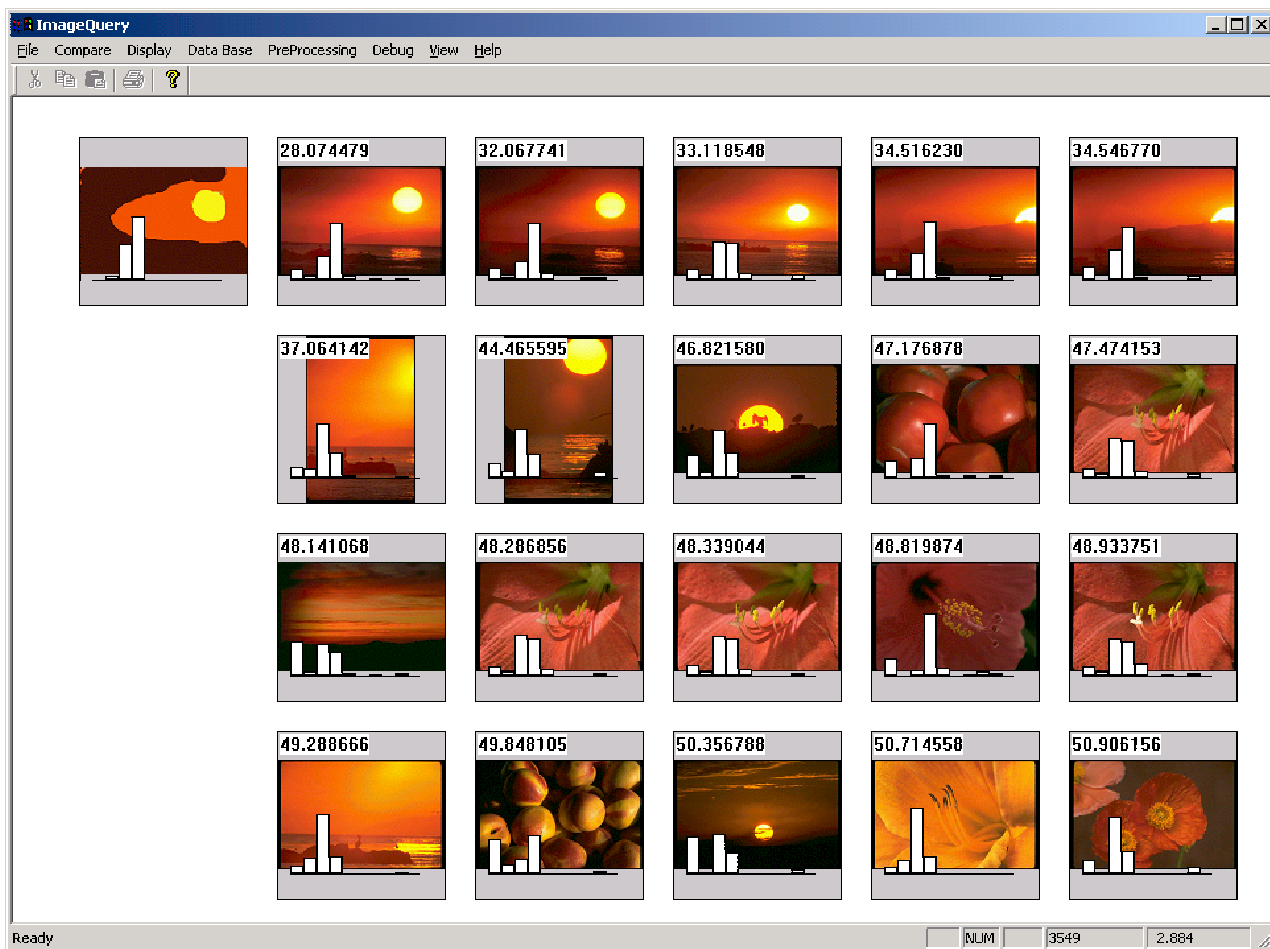 ImageQuery
File Compare Display Data Base PreProcessing Debug View Help
28.074479 32.067741 33.118548 34.516230 34.546770
37.064142 44.465595 46.821580 47.176878 47.474153
48.141068 48.286856 48.339044 48.819874 48.933751
49.288666 49.848105 50.356788 50.714558 50.906156
Ready NUM 3549 2.884